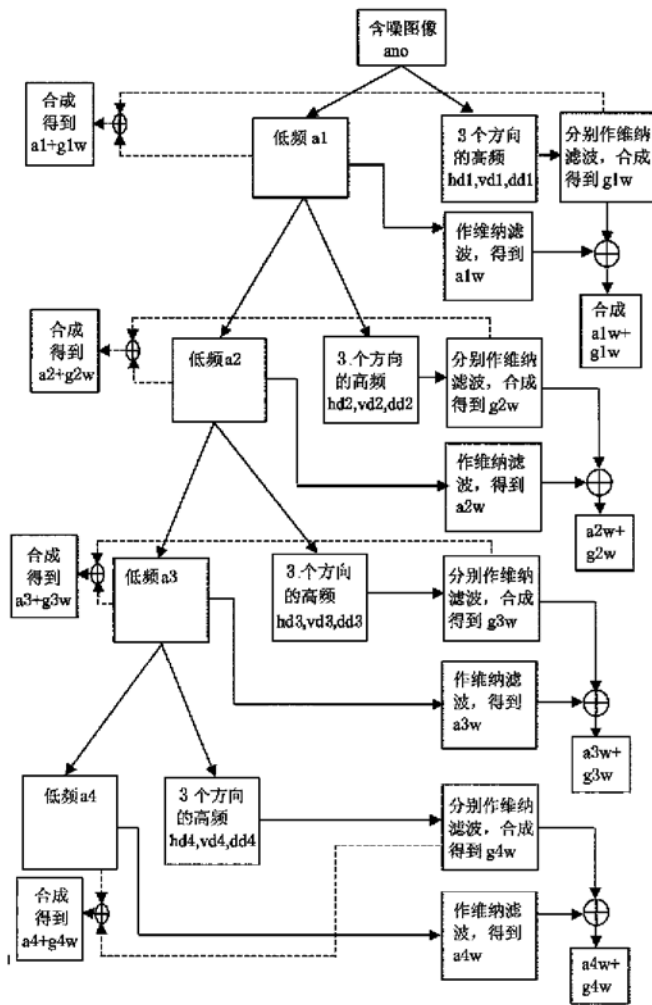 含噪图像
ano
合成
得到
a1+g1w
低频 a1
3 个方向
的高频
hd1,vd1,dd1
分别作维纳
滤波，合成
得到 g1w
作维纳滤
波，得到
a1w
合成
a1w+
g1w
合成
得到
a2+g2w
低频a2
3.个方向
的高频
hd2,vd2,dd2
分别作维纳
滤波，合成
得到 g2w
作维纳滤
波，得到
a2w
a2w+
g2w
合成
得到
a3+g3w
低频a3
3.个方向
的高频
hd3,vd3,dd3
分别作维纳
滤波，合成
得到 g3w
作维纳滤
波，得到
a3w
a3w+
g3w
低频a4
3 个方向
的高频
hd4,vd4,dd4
分别作维纳
滤波，合成
得到 g4w
合成
得到
a4+g4w
作维纳滤
波，得到
a4w
a4w+
g4w